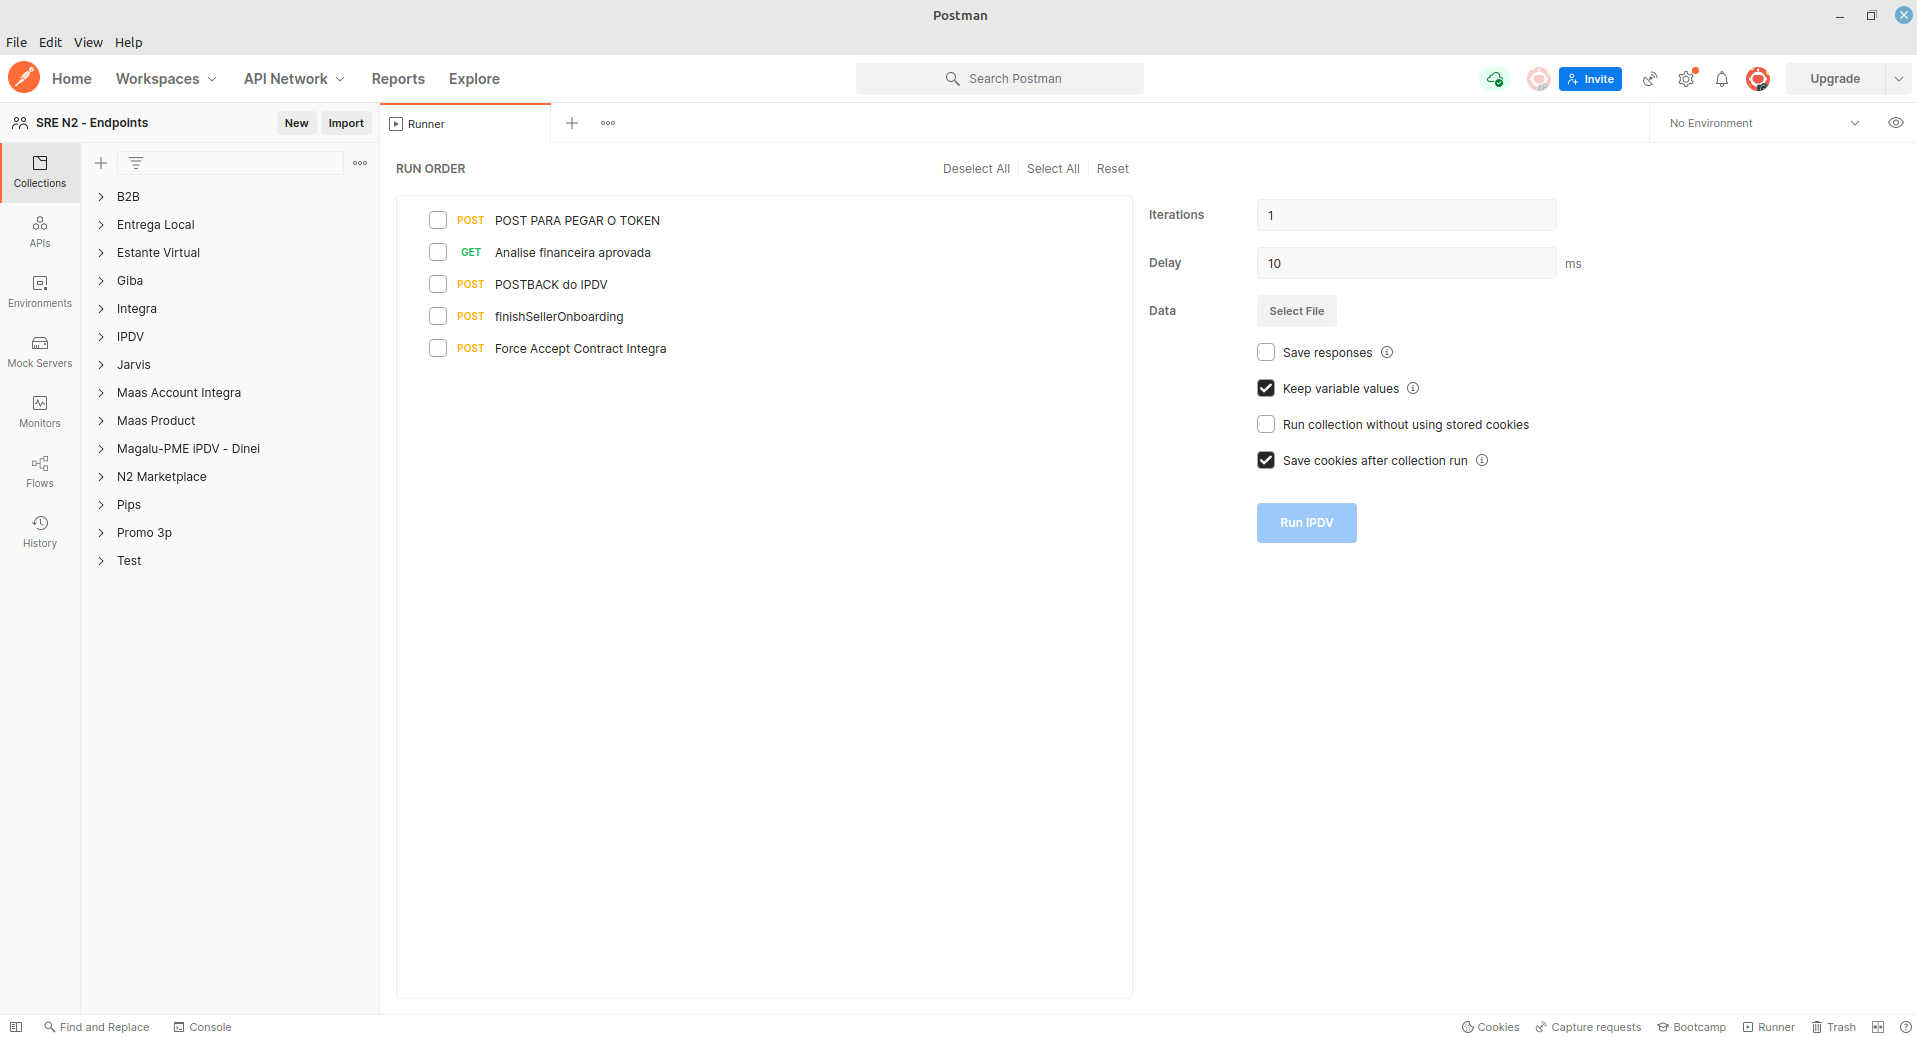 Postman
File Edit View Help
Home Workspaces API Network Reports Explore Search Postman Invite Upgrade
SRE N2 - Endpoints New Import Runner No Environment
Collections
APIs
Environments
Mock Servers
Monitors
Flows
History
B2B
Entrega Local
Estante Virtual
Giba
Integra
IPDV
Jarvis
Maas Account Integra
Maas Product
Magalu-PME iPDV - Dinei
N2 Marketplace
Pips
Promo 3p
Test
RUN ORDER Deselect All Select All Reset
POST POST PARA PEGAR O TOKEN
GET Analise financeira aprovada
POST POSTBACK do IPDV
POST finishSellerOnboarding
POST Force Accept Contract Integra
Iterations 1
Delay 10 ms
Data Select File
Save responses
Keep variable values
Run collection without using stored cookies
Save cookies after collection run
Run IPDV
Find and Replace Console Cookies Capture requests Bootcamp Runner Trash